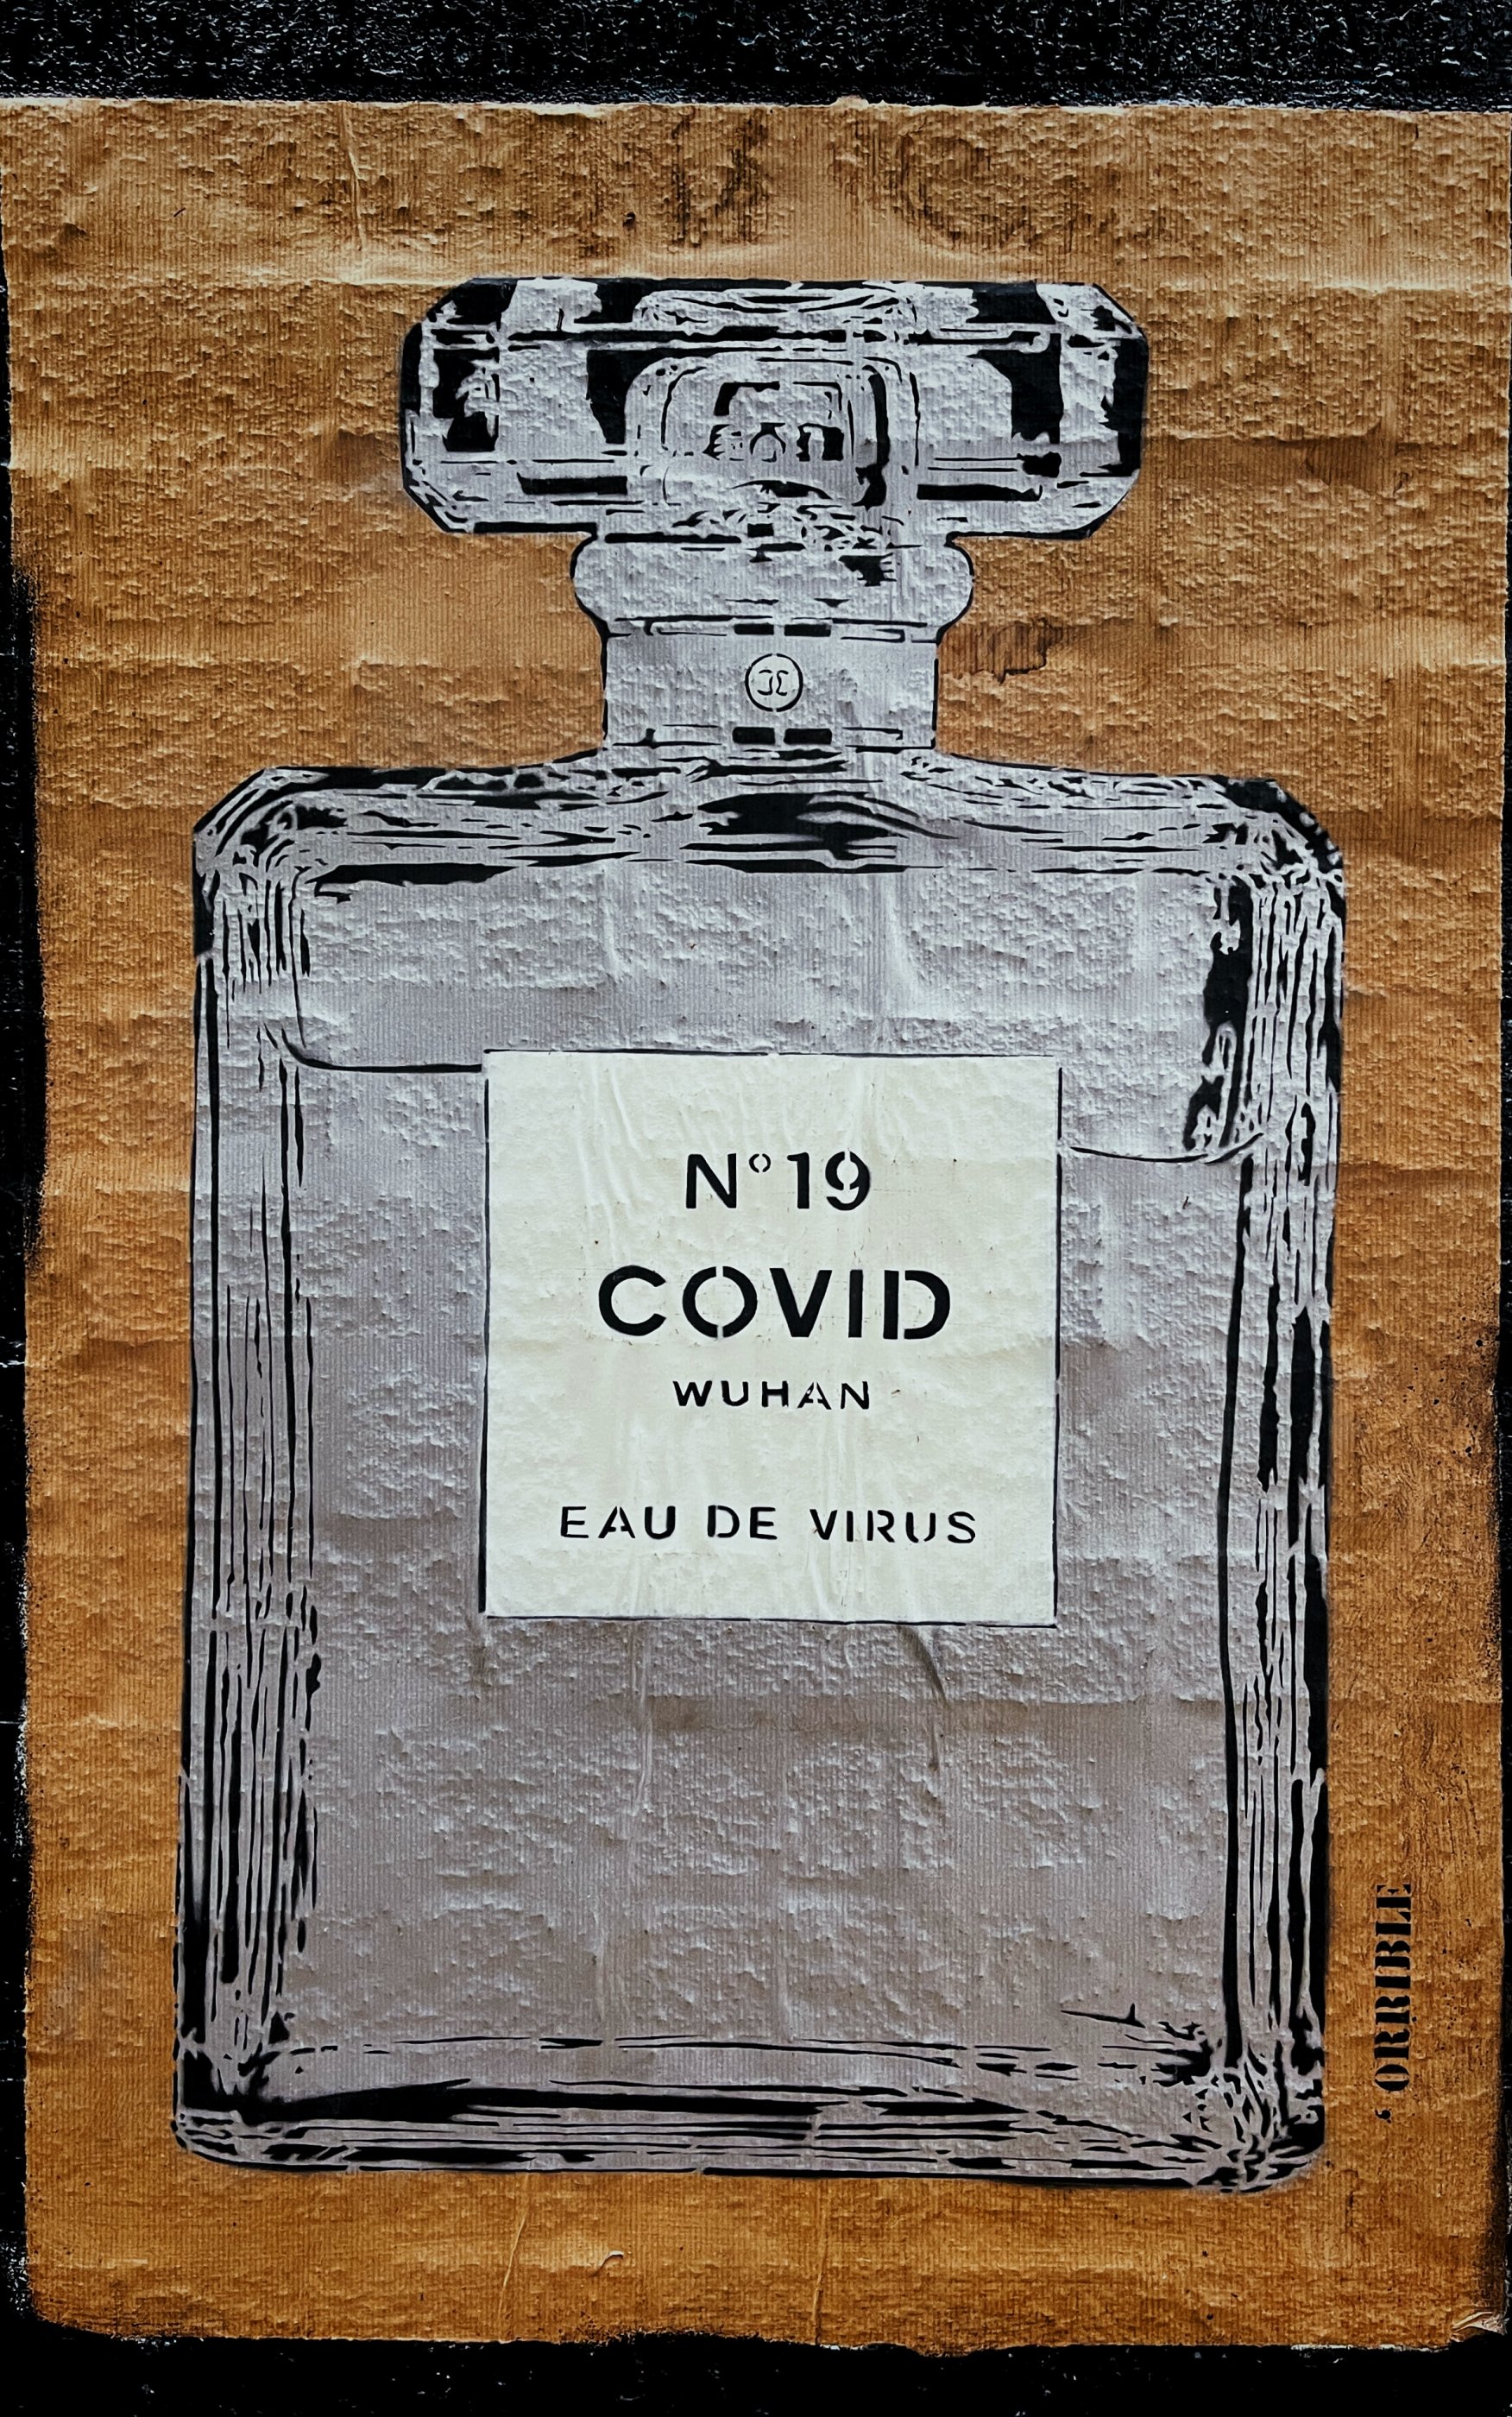 N° 19
COVID
WUHAN
EAU DE VIRUS
'ORRIBLE